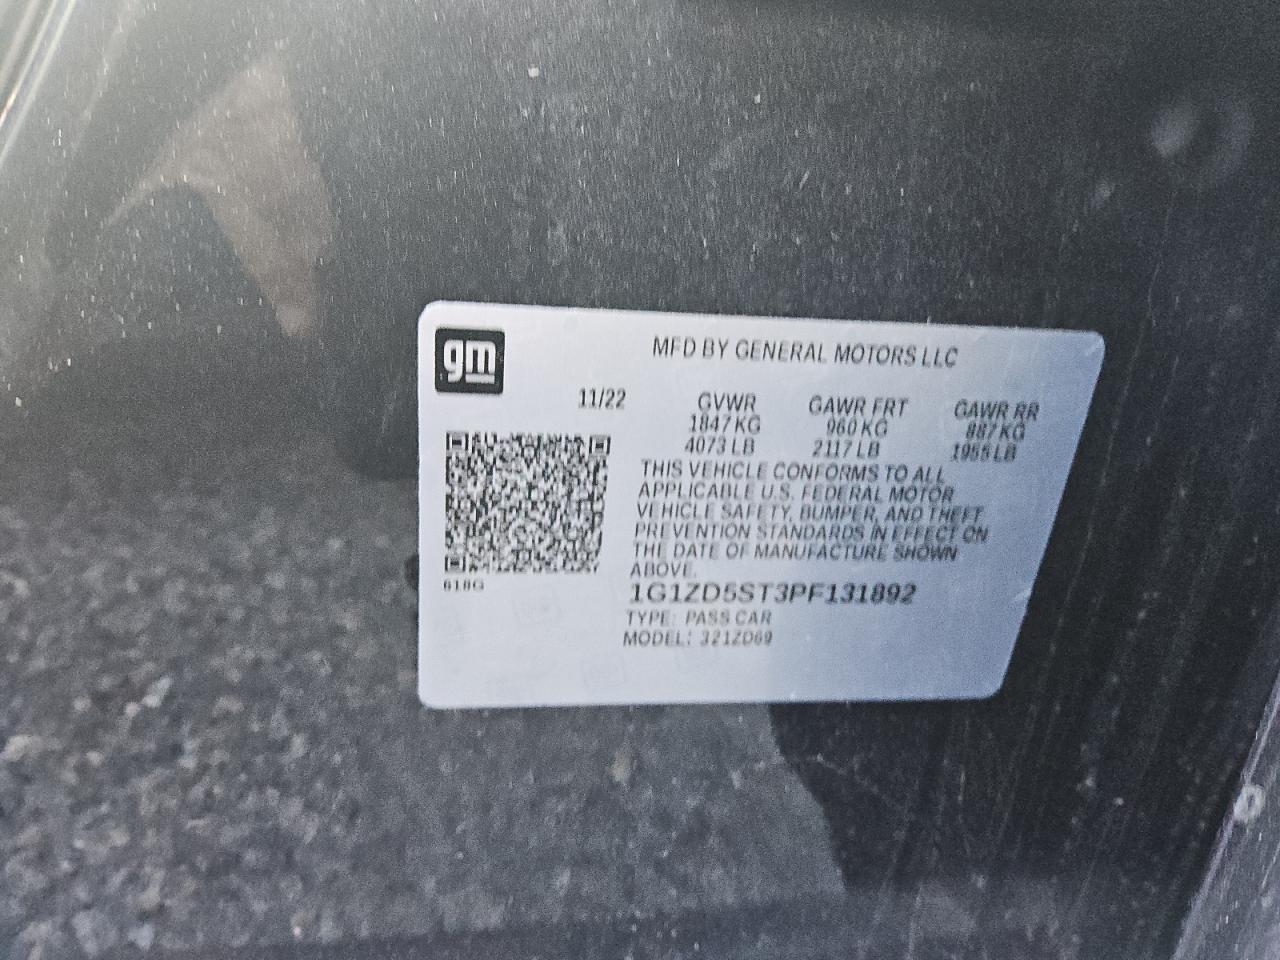 gm
MFD BY GENERAL MOTORS LLC
11/22 GVWR GAWR FRT GAWR RR
1847 KG 960 KG 887 KG
4073 LB 2117 LB 1955 LB
THIS VEHICLE CONFORMS TO ALL
APPLICABLE U.S. FEDERAL MOTOR
VEHICLE SAFETY, BUMPER, AND THEFT
PREVENTION STANDARDS IN EFFECT ON
THE DATE OF MANUFACTURE SHOWN
ABOVE.
618G
1G1ZD5ST3PF131892
TYPE: PASS CAR
MODEL: 321ZD69